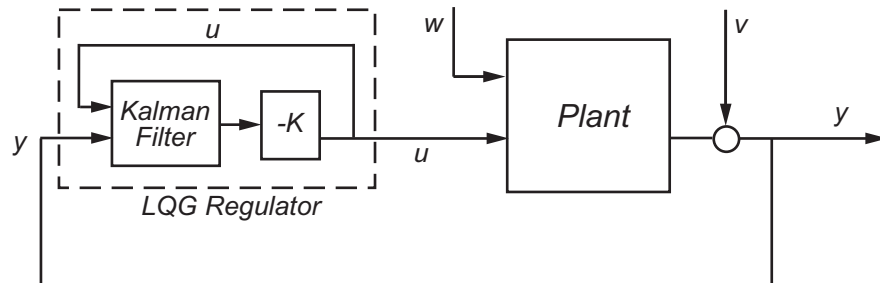 u
w
v
Kalman
Filter
-K
Plant
y
u
y
LQG Regulator